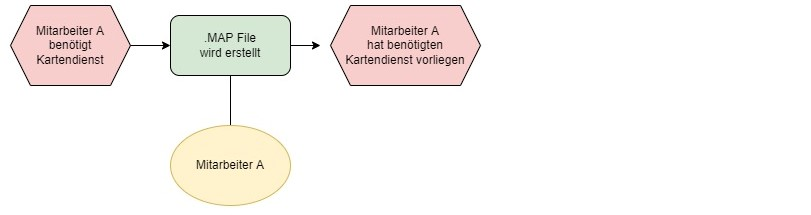 Mitarbeiter A
benötigt
Kartendienst
.MAP File
wird erstellt
Mitarbeiter A
hat benötigten
Kartendienst vorliegen
Mitarbeiter A